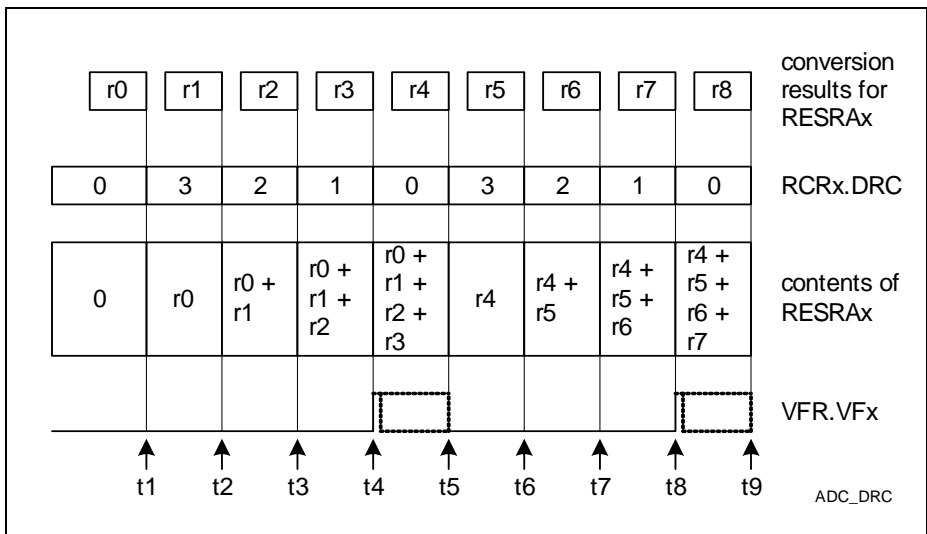 r0 r1 r2 r3 r4 r5 r6 r7 r8
conversion
results for
RESRAx
0 3 2 1 0 3 2 1 0
RCRx.DRC
0
r0
r0 +
r1
r0 +
r1 +
r2
r0 +
r1 +
r2 +
r3
r4
r4 +
r5
r4 +
r5 +
r6
r4 +
r5 +
r6 +
r7
contents of
RESRAx
VFR.VFx
t1 t2 t3 t4 t5 t6 t7 t8 t9
ADC_DRC